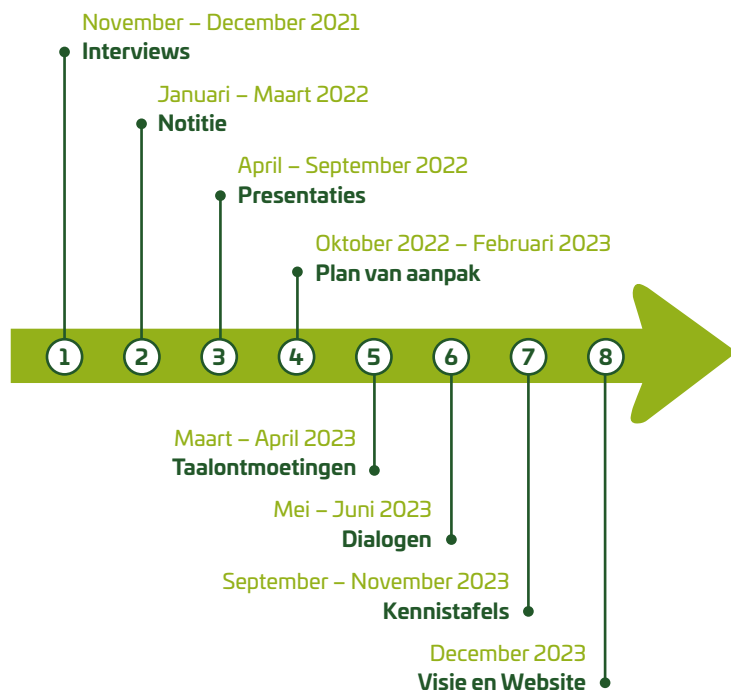 November – December 2021
Interviews
Januari – Maart 2022
Notitie
April – September 2022
Presentaties
Oktober 2022 – Februari 2023
Plan van aanpak
1 2 3 4 5 6 7 8
Maart – April 2023
Taalontmoetingen
Mei – Juni 2023
Dialogen
September – November 2023
Kennistafels
December 2023
Visie en Website